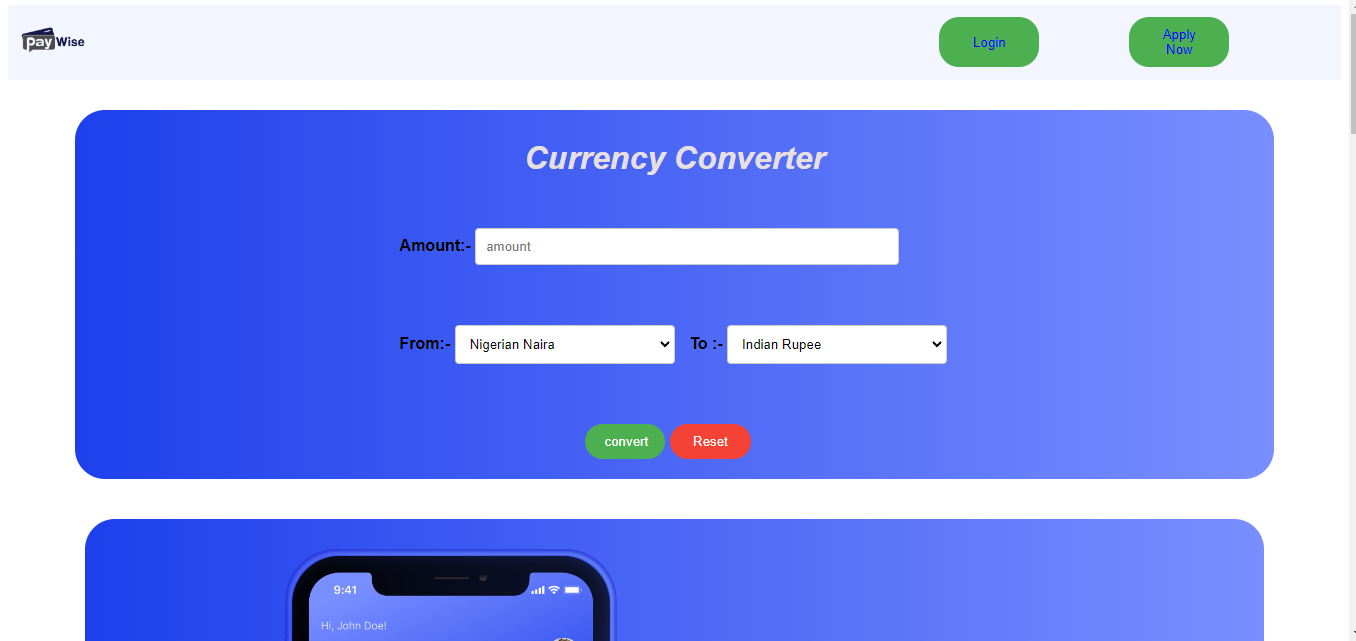 pay Wise
Login
Apply
Now
Currency Converter
Amount:- amount
From:- Nigerian Naira To :- Indian Rupee
convert Reset
9:41
Hi, John Doe!